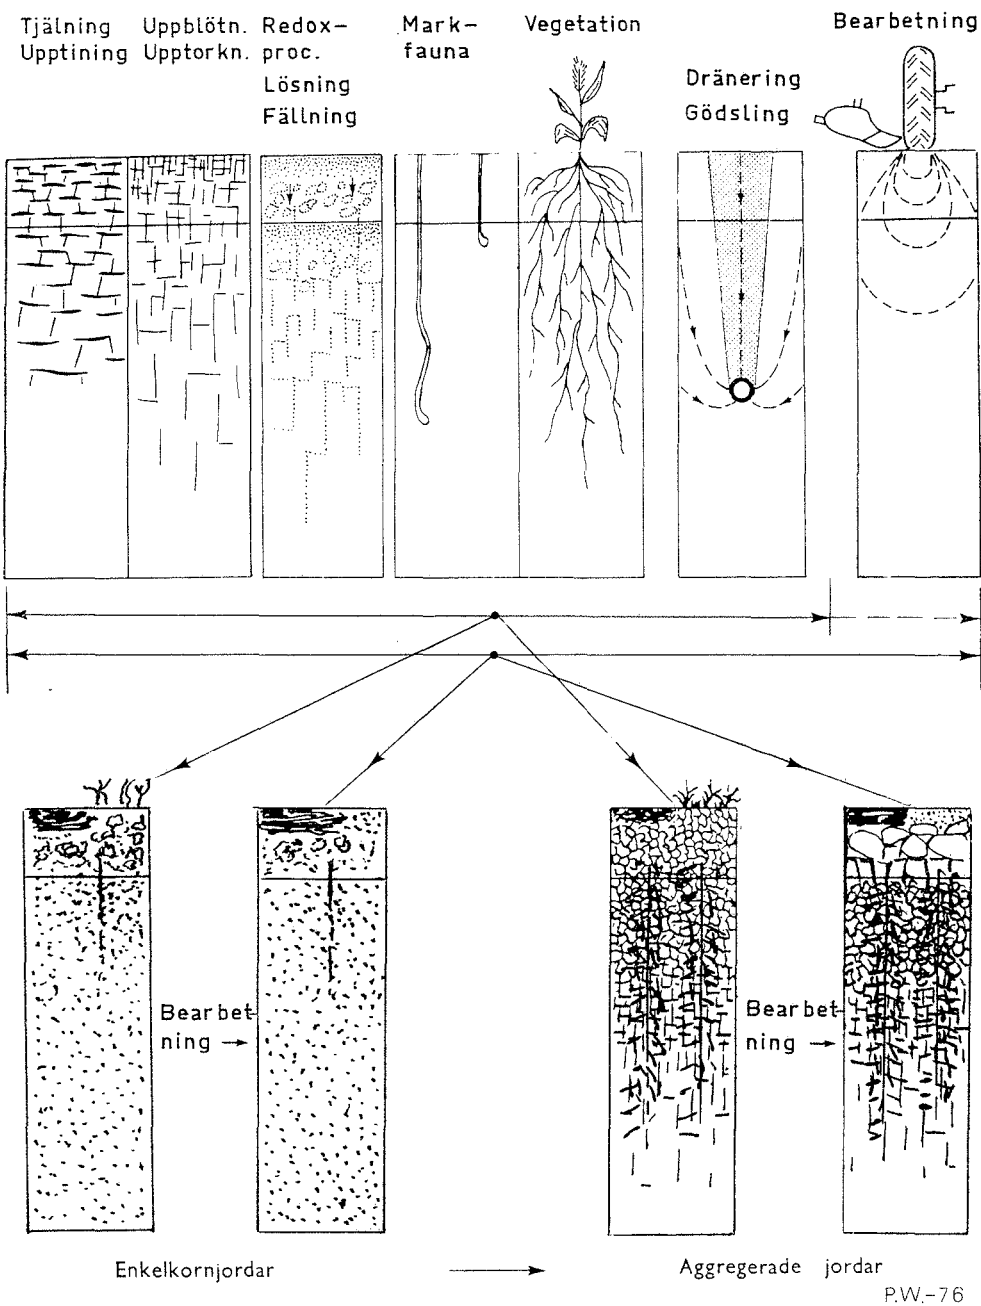 Tjälning
Upptining
Uppblötn.
Upptorkn.
Redox-
proc.
Lösning
Fällning
Mark-
fauna
Vegetation
Dränering
Gödsling
Bearbetning
Bearbet-
ning →
Bearbet-
ning →
Enkelkornjordar
Aggregerade jordar
P.W.-76